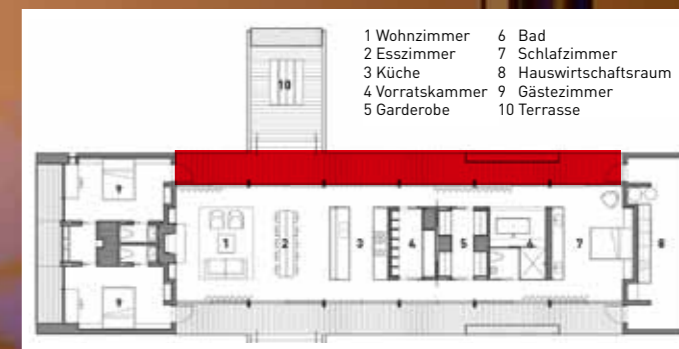 1 Wohnzimmer
2 Esszimmer
3 Küche
4 Vorratskammer
5 Garderobe
6 Bad
7 Schlafzimmer
8 Hauswirtschaftsraum
9 Gästezimmer
10 Terrasse
10
9
1
2
3
4
5
6
7
8
9